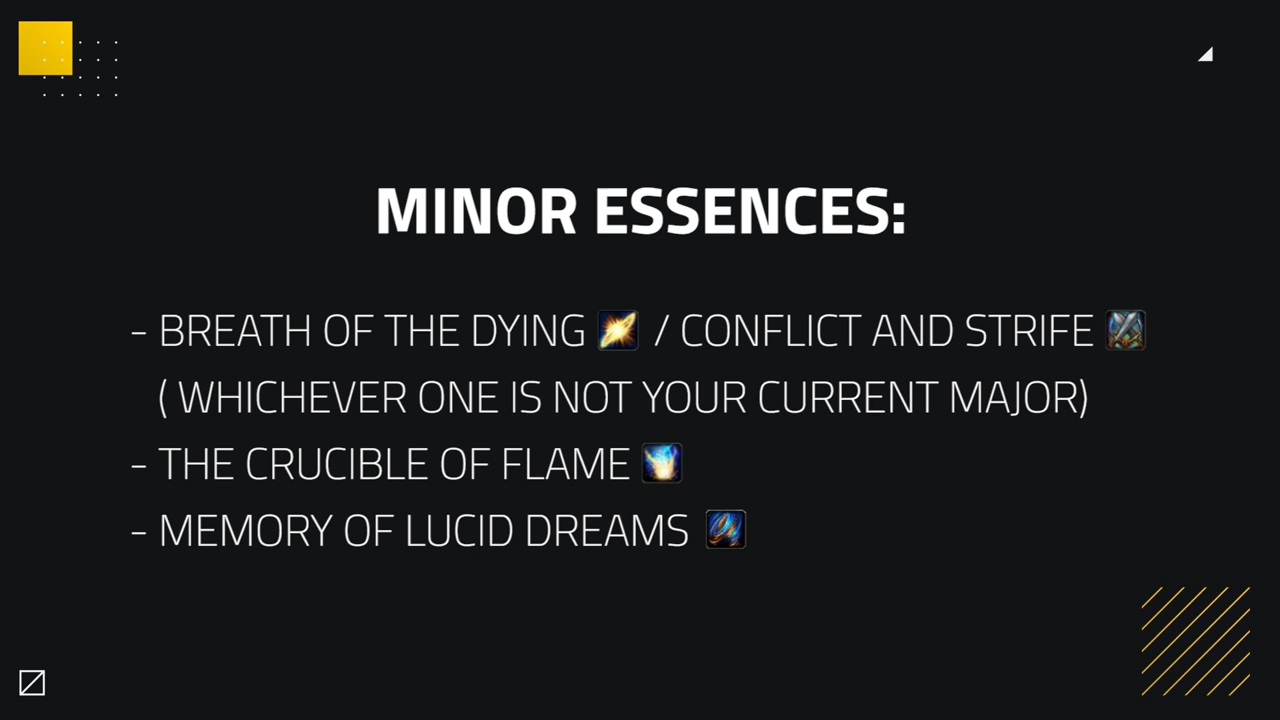 MINOR ESSENCES:
- BREATH OF THE DYING / CONFLICT AND STRIFE
( WHICHEVER ONE IS NOT YOUR CURRENT MAJOR)
- THE CRUCIBLE OF FLAME
- MEMORY OF LUCID DREAMS